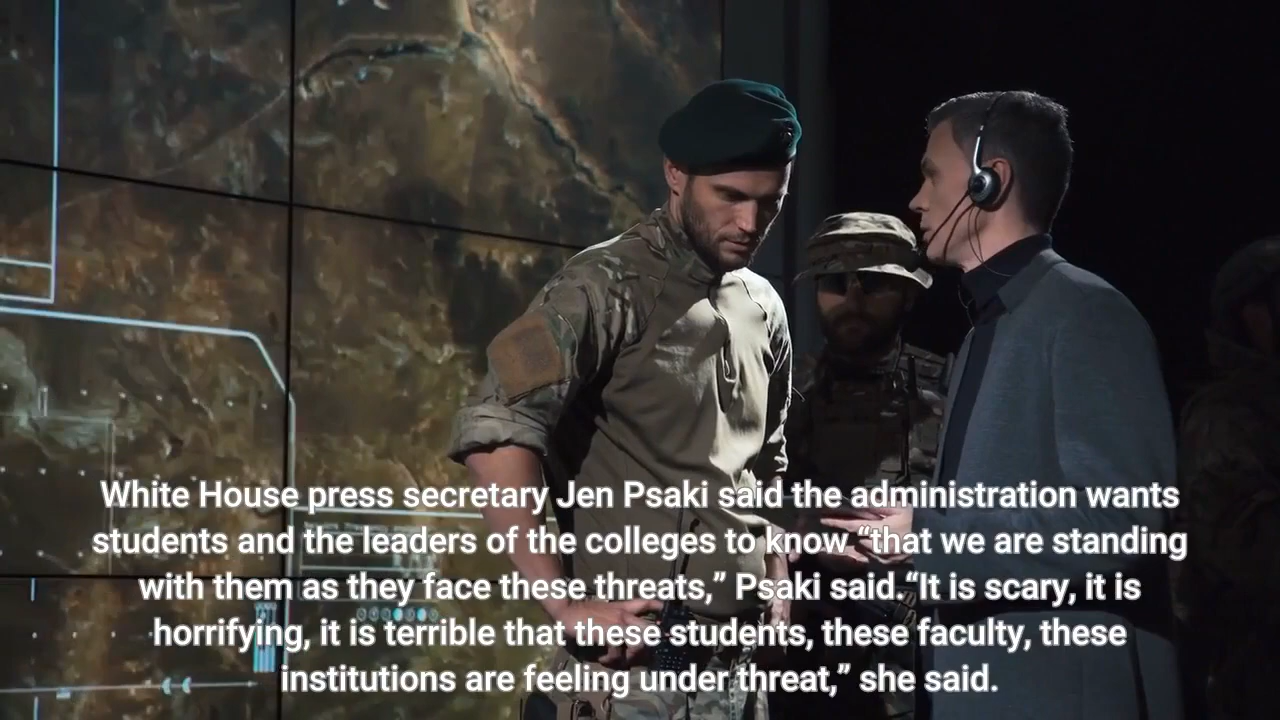 White House press secretary Jen Psaki said the administration wants
students and the leaders of the colleges to know “that we are standing
with them as they face these threats,” Psaki said.“It is scary, it is
horrifying, it is terrible that these students, these faculty, these
institutions are feeling under threat,” she said.